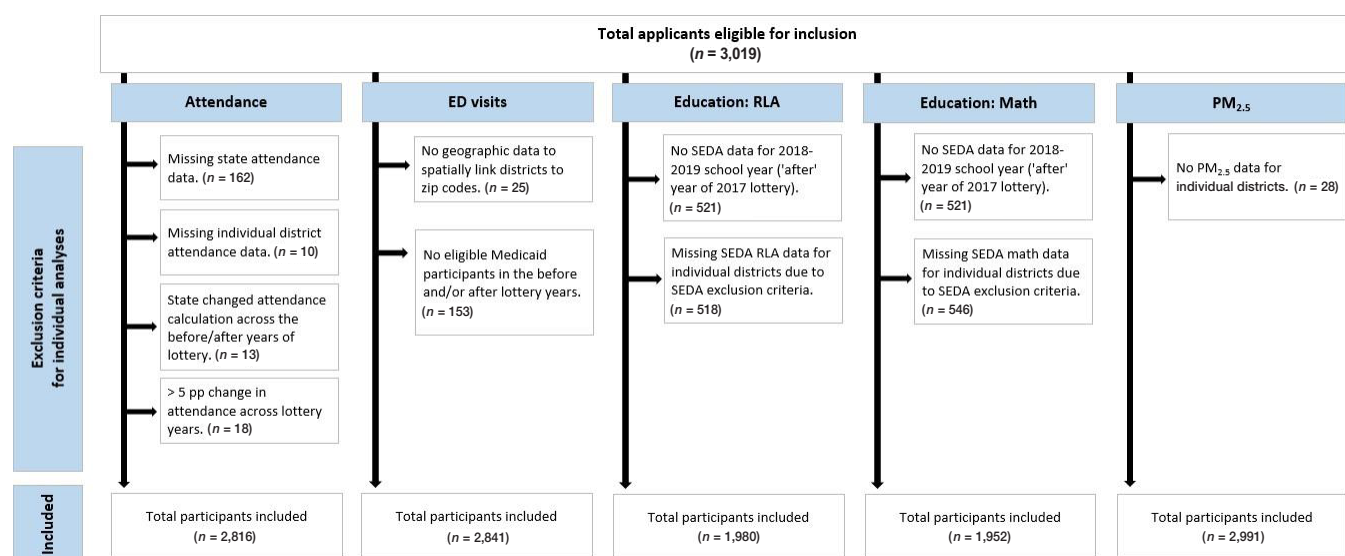 Total applicants eligible for inclusion
(n = 3,019)
Attendance
ED visits
Education: RLA
Education: Math
PM2.5
Exclusion criteria
for individual analyses
Missing state attendance
data. (n = 162)
Missing individual district
attendance data. (n = 10)
State changed attendance
calculation across the
before/after years of
lottery. (n = 13)
> 5 pp change in
attendance across lottery
years. (n = 18)
No geographic data to
spatially link districts to
zip codes. (n = 25)
No eligible Medicaid
participants in the before
and/or after lottery years.
(n = 153)
No SEDA data for 2018-
2019 school year ('after'
year of 2017 lottery).
(n = 521)
Missing SEDA RLA data for
individual districts due to
SEDA exclusion criteria.
(n = 518)
No SEDA data for 2018-
2019 school year ('after'
year of 2017 lottery).
(n = 521)
Missing SEDA math data
for individual districts due
to SEDA exclusion criteria.
(n = 546)
No PM2.5 data for
individual districts. (n = 28)
Included
Total participants included
(n = 2,816)
Total participants included
(n = 2,841)
Total participants included
(n = 1,980)
Total participants included
(n = 1,952)
Total participants included
(n = 2,991)